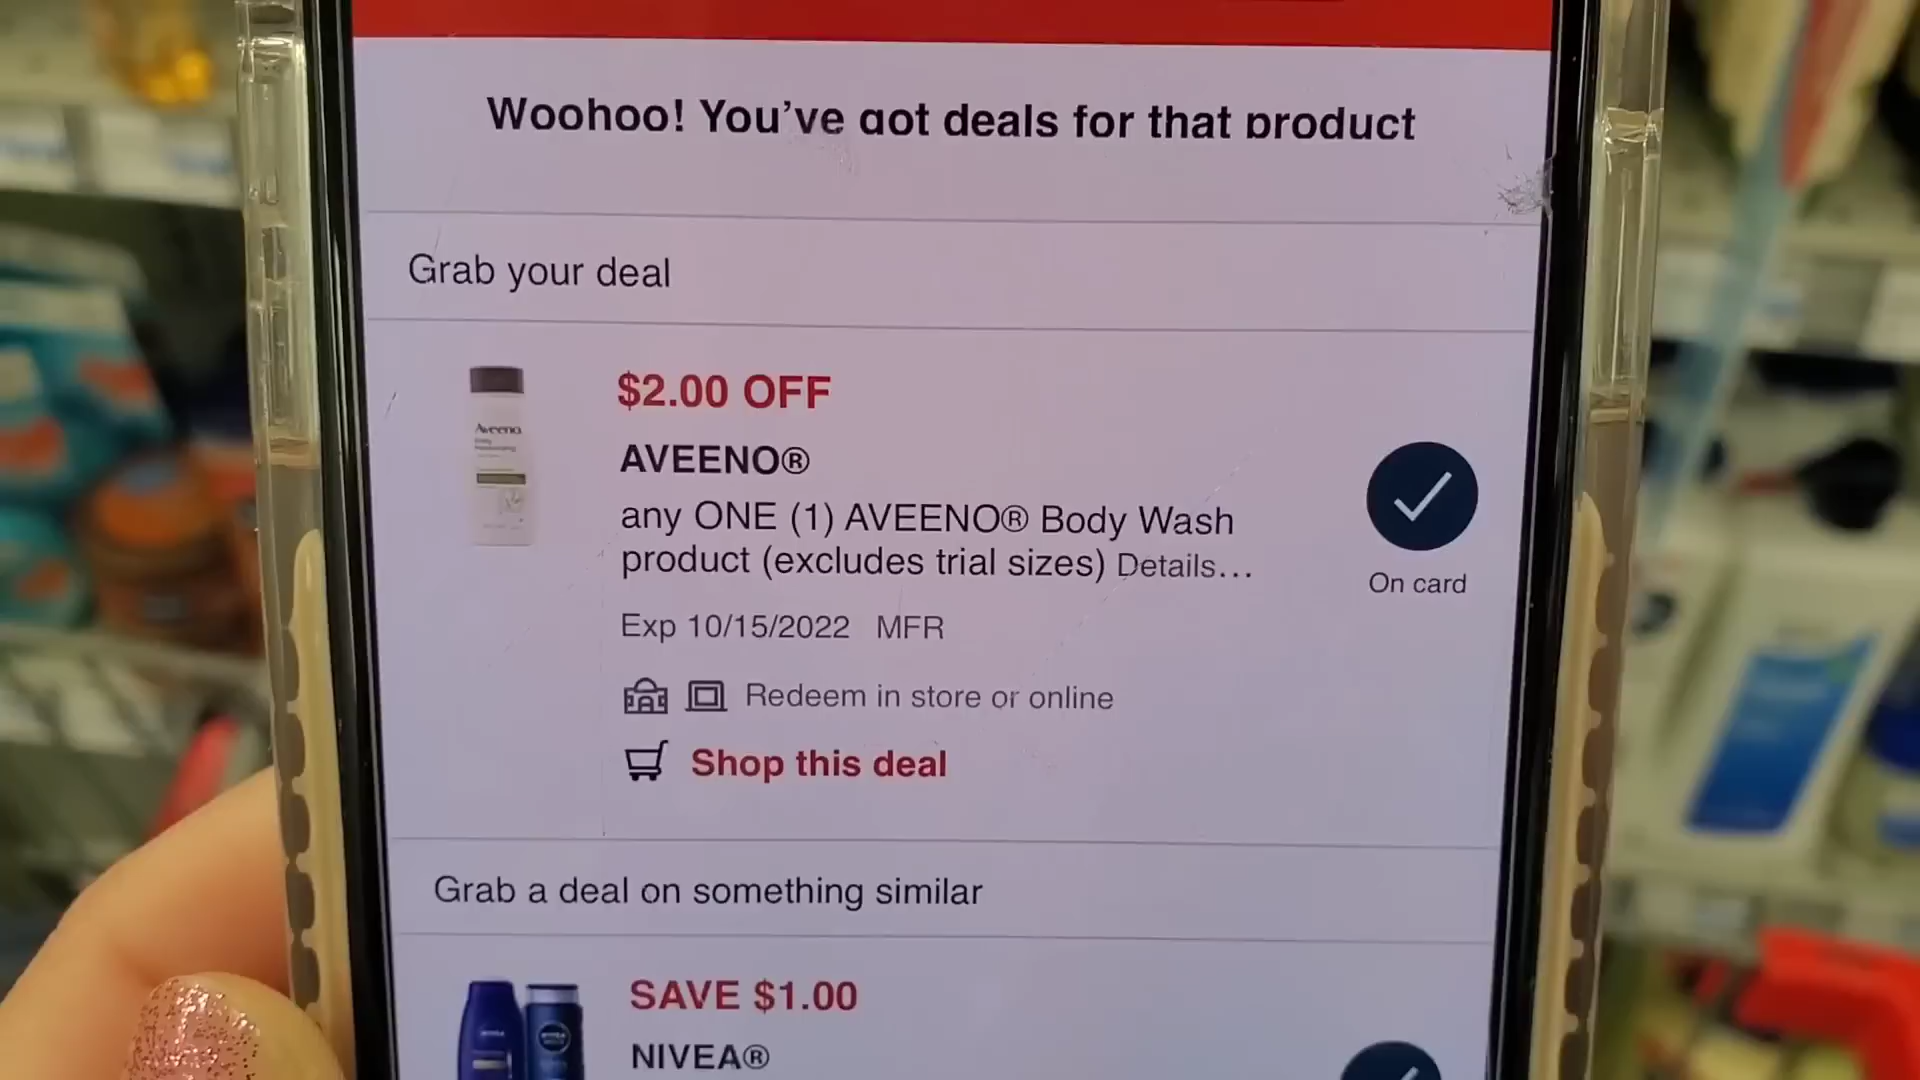 Woohoo! You've got deals for that product
Grab your deal
$2.00 OFF
AVEENO®
any ONE (1) AVEENO® Body Wash
product (excludes trial sizes) Details...
Exp 10/15/2022 MFR
On card
Redeem in store or online
Shop this deal
Grab a deal on something similar
SAVE $1.00
NIVEA®
Aveeno
NIVEA